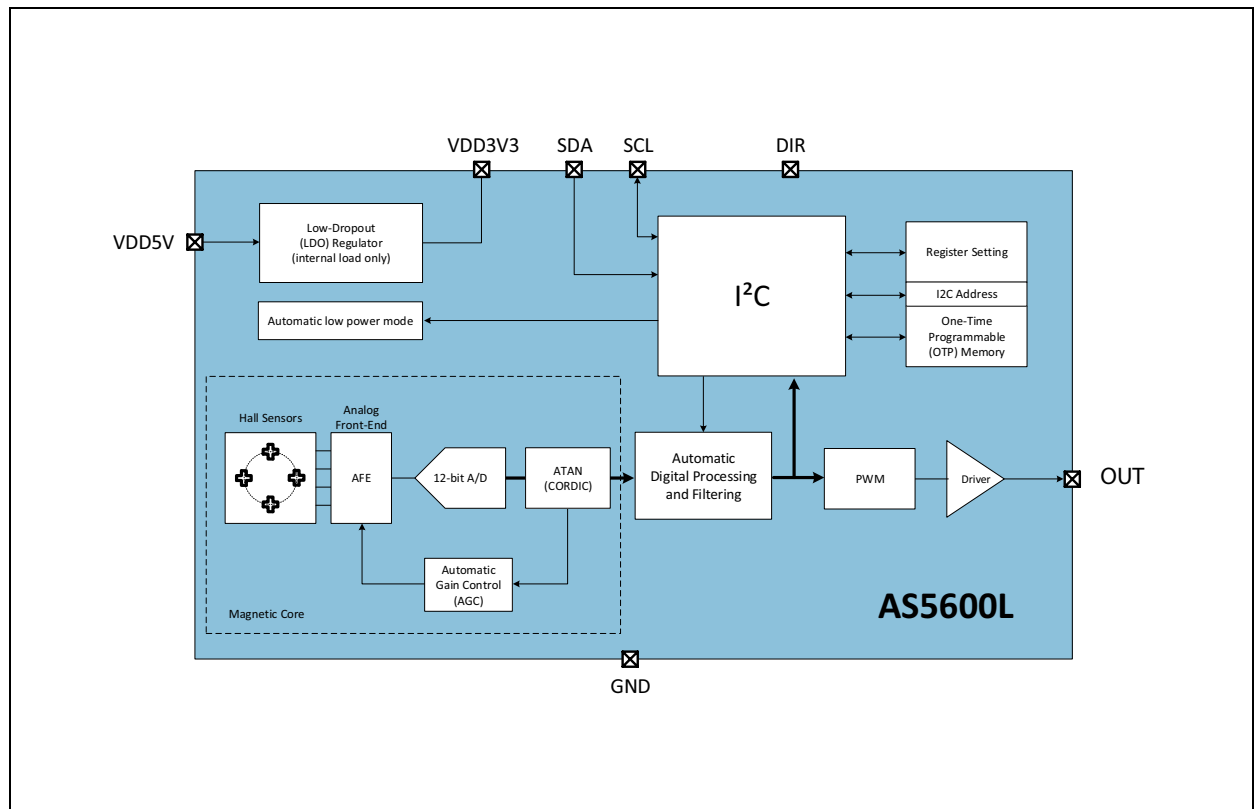 VDD3V3
SDA
SCL
DIR
VDD5V
Low-Dropout
(LDO) Regulator
(internal load only)
Automatic low power mode
I²C
Register Setting
I2C Address
One-Time
Programmable
(OTP) Memory
Hall Sensors
Analog
Front-End
AFE
12-bit A/D
ATAN
(CORDIC)
Automatic
Digital Processing
and Filtering
PWM
Driver
OUT
Automatic
Gain Control
(AGC)
Magnetic Core
AS5600L
GND